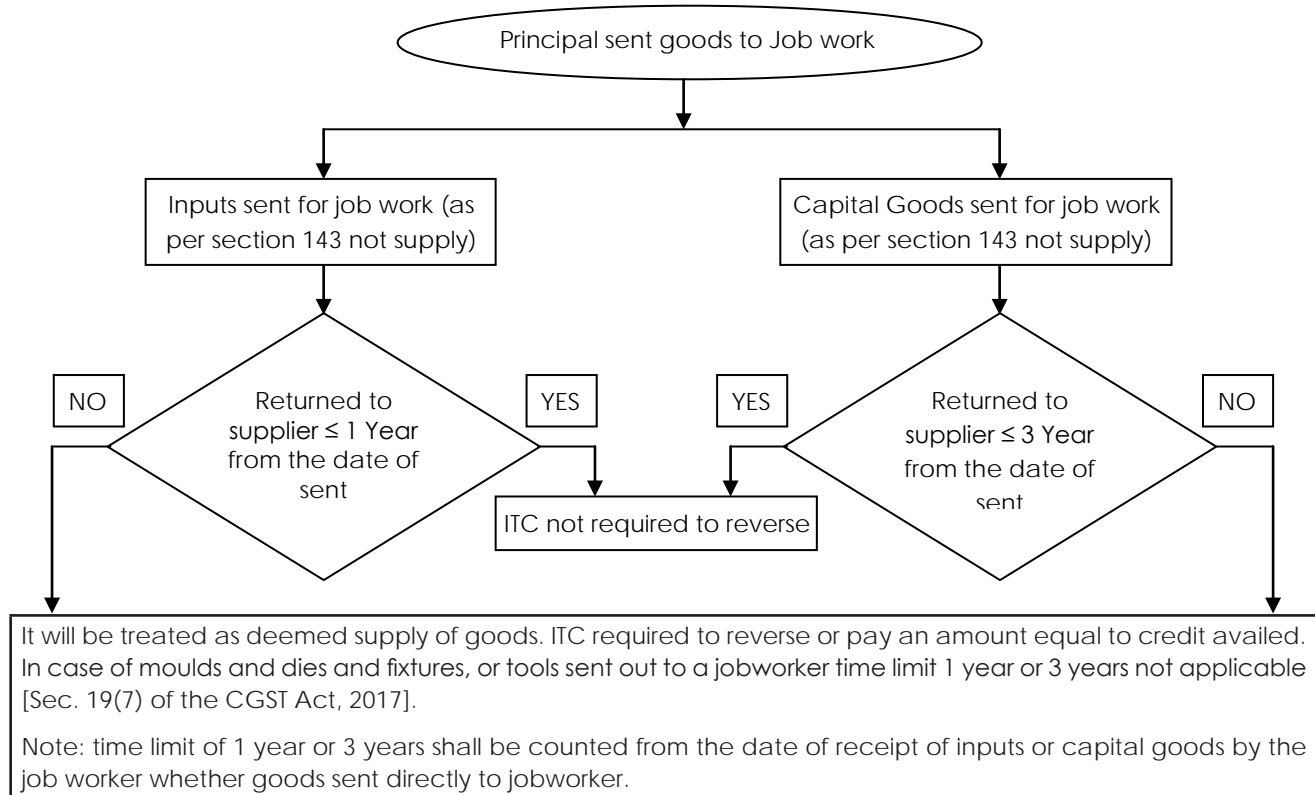 Principal sent goods to Job work
Inputs sent for job work (as
per section 143 not supply)
Capital Goods sent for job work
(as per section 143 not supply)
NO
Returned to
supplier ≤ 1 Year
from the date of
sent
YES
YES
Returned to
supplier ≤ 3 Year
from the date of
sent
NO
ITC not required to reverse
It will be treated as deemed supply of goods. ITC required to reverse or pay an amount equal to credit availed.
In case of moulds and dies and fixtures, or tools sent out to a jobworker time limit 1 year or 3 years not applicable
[Sec. 19(7) of the CGST Act, 2017].
Note: time limit of 1 year or 3 years shall be counted from the date of receipt of inputs or capital goods by the
job worker whether goods sent directly to jobworker.